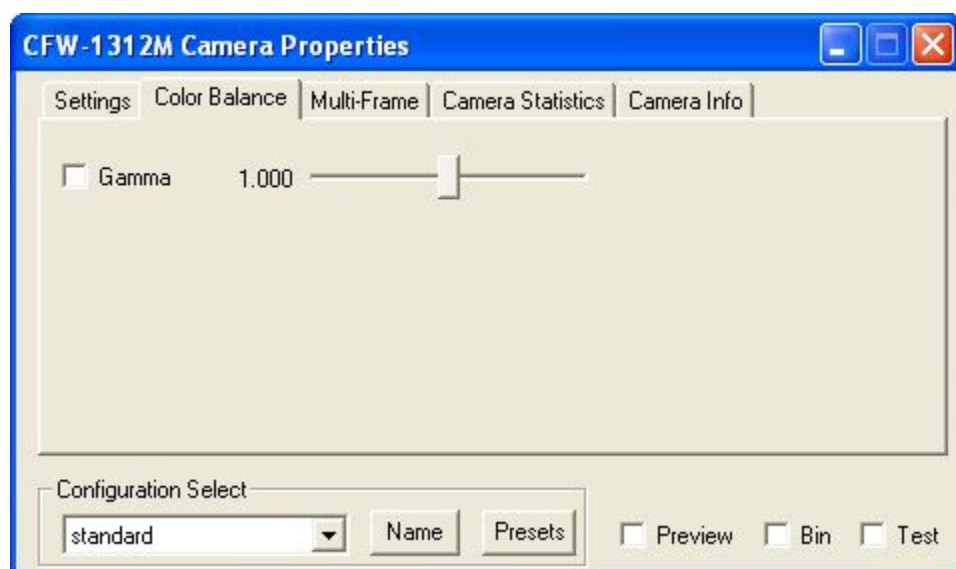 CFW-1312M Camera Properties
Settings Color Balance Multi-Frame Camera Statistics Camera Info
Gamma 1.000
Configuration Select
standard Name Presets Preview Bin Test